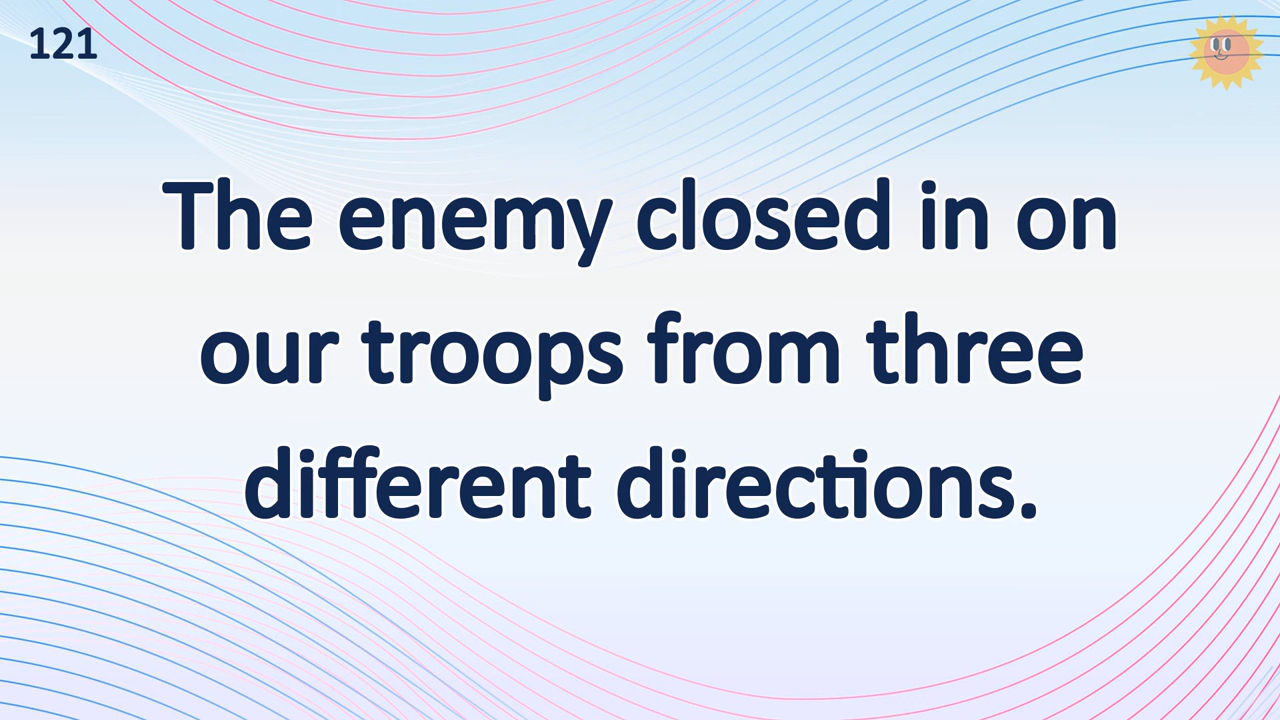 121
The enemy closed in on
our troops from three
different directions.